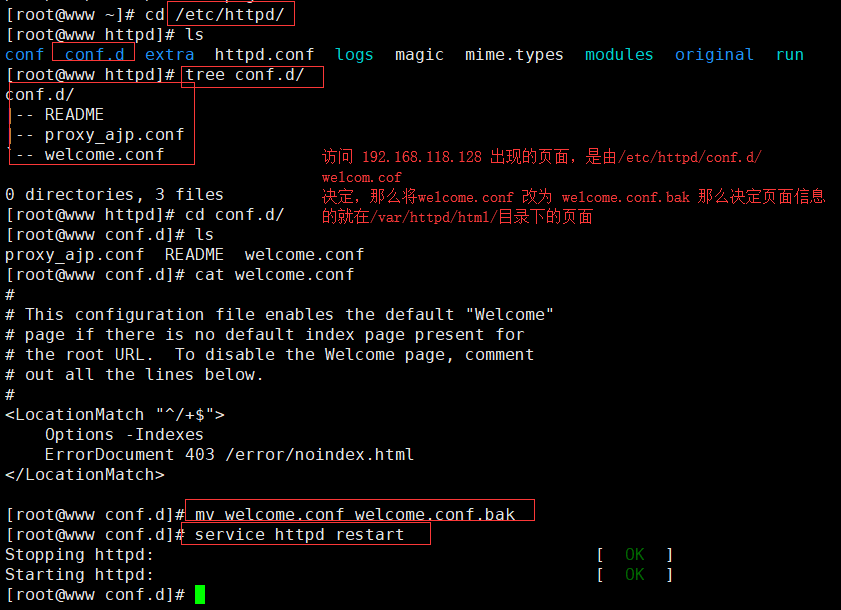 [root@www ~]# cd /etc/httpd/
[root@www httpd]# ls
conf conf.d extra httpd.conf logs magic mime.types modules original run
[root@www httpd]# tree conf.d/
conf.d/
|-- README
|-- proxy_ajp.conf
`-- welcome.conf
访问 192.168.118.128 出现的页面，是由/etc/httpd/conf.d/
welcom.cof
决定，那么将welcome.conf 改为 welcome.conf.bak 那么决定页面信息
的就在/var/httpd/html/目录下的页面
0 directories, 3 files
[root@www httpd]# cd conf.d/
[root@www conf.d]# ls
proxy_ajp.conf README welcome.conf
[root@www conf.d]# cat welcome.conf
#
# This configuration file enables the default "Welcome"
# page if there is no default index page present for
# the root URL.  To disable the Welcome page, comment
# out all the lines below.
#
<LocationMatch "^/+$">
    Options -Indexes
    ErrorDocument 403 /error/noindex.html
</LocationMatch>
[root@www conf.d]# mv welcome.conf welcome.conf.bak
[root@www conf.d]# service httpd restart
Stopping httpd: [ OK ]
Starting httpd: [ OK ]
[root@www conf.d]#